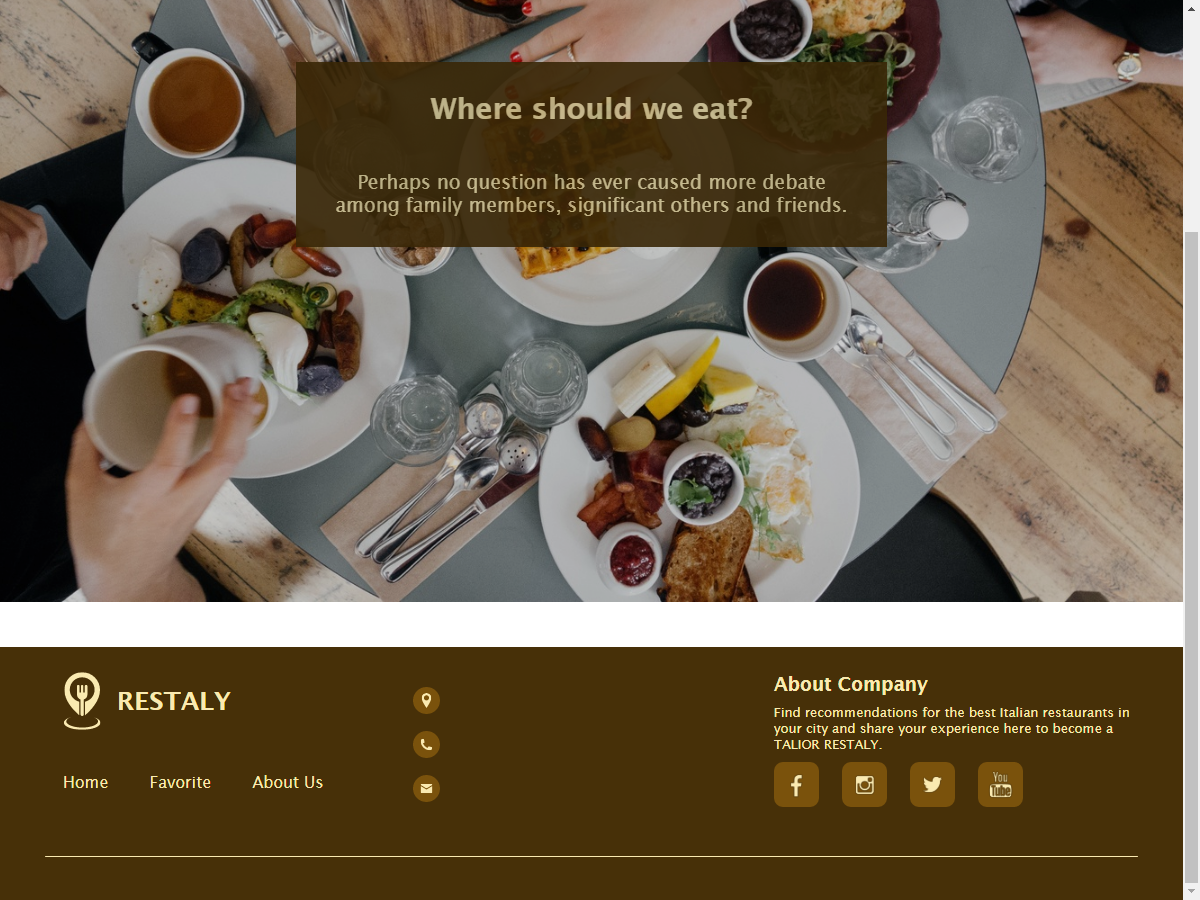 Where should we eat?
Perhaps no question has ever caused more debate
among family members, significant others and friends.
RESTALY
Home Favorite About Us
About Company
Find recommendations for the best Italian restaurants in
your city and share your experience here to become a
TALIOR RESTALY.
You
Tube